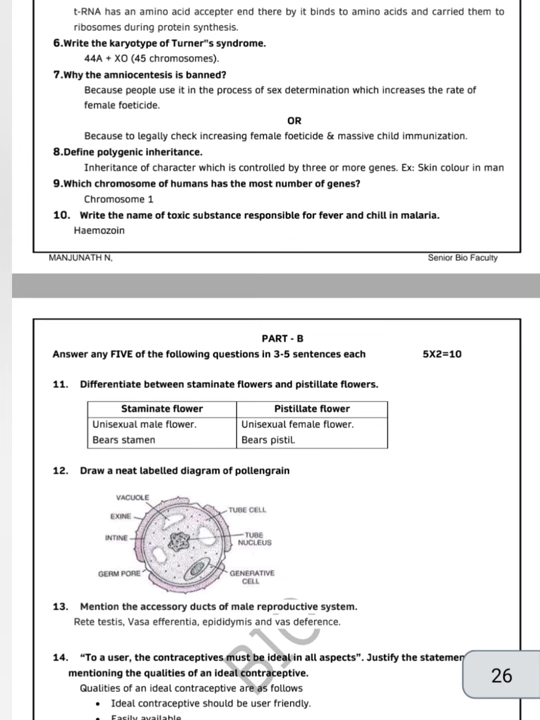 t-RNA has an amino acid accepter end there by it binds to amino acids and carried them to
ribosomes during protein synthesis.
6.Write the karyotype of Turner"s syndrome.
44A + XO (45 chromosomes).
7.Why the amniocentesis is banned?
Because people use it in the process of sex determination which increases the rate of
female foeticide.
OR
Because to legally check increasing female foeticide & massive child immunization.
8.Define polygenic inheritance.
Inheritance of character which is controlled by three or more genes. Ex: Skin colour in man
9.Which chromosome of humans has the most number of genes?
Chromosome 1
10. Write the name of toxic substance responsible for fever and chill in malaria.
Haemozoin
MANJUNATH N, Senior Bio Faculty
PART - B
Answer any FIVE of the following questions in 3-5 sentences each 5X2=10
11. Differentiate between staminate flowers and pistillate flowers.
Staminate flower Pistillate flower
Unisexual male flower. Unisexual female flower.
Bears stamen Bears pistil.
12. Draw a neat labelled diagram of pollengrain
VACUOLE
EXINE
INTINE
GERM PORE
TUBE CELL
TUBE
NUCLEUS
GENERATIVE
CELL
13. Mention the accessory ducts of male reproductive system.
Rete testis, Vasa efferentia, epididymis and vas deference.
BIO
14. “To a user, the contraceptives must be ideal in all aspects”. Justify the statemen
mentioning the qualities of an ideal contraceptive.
Qualities of an ideal contraceptive are as follows
• Ideal contraceptive should be user friendly.
• Easily available
26